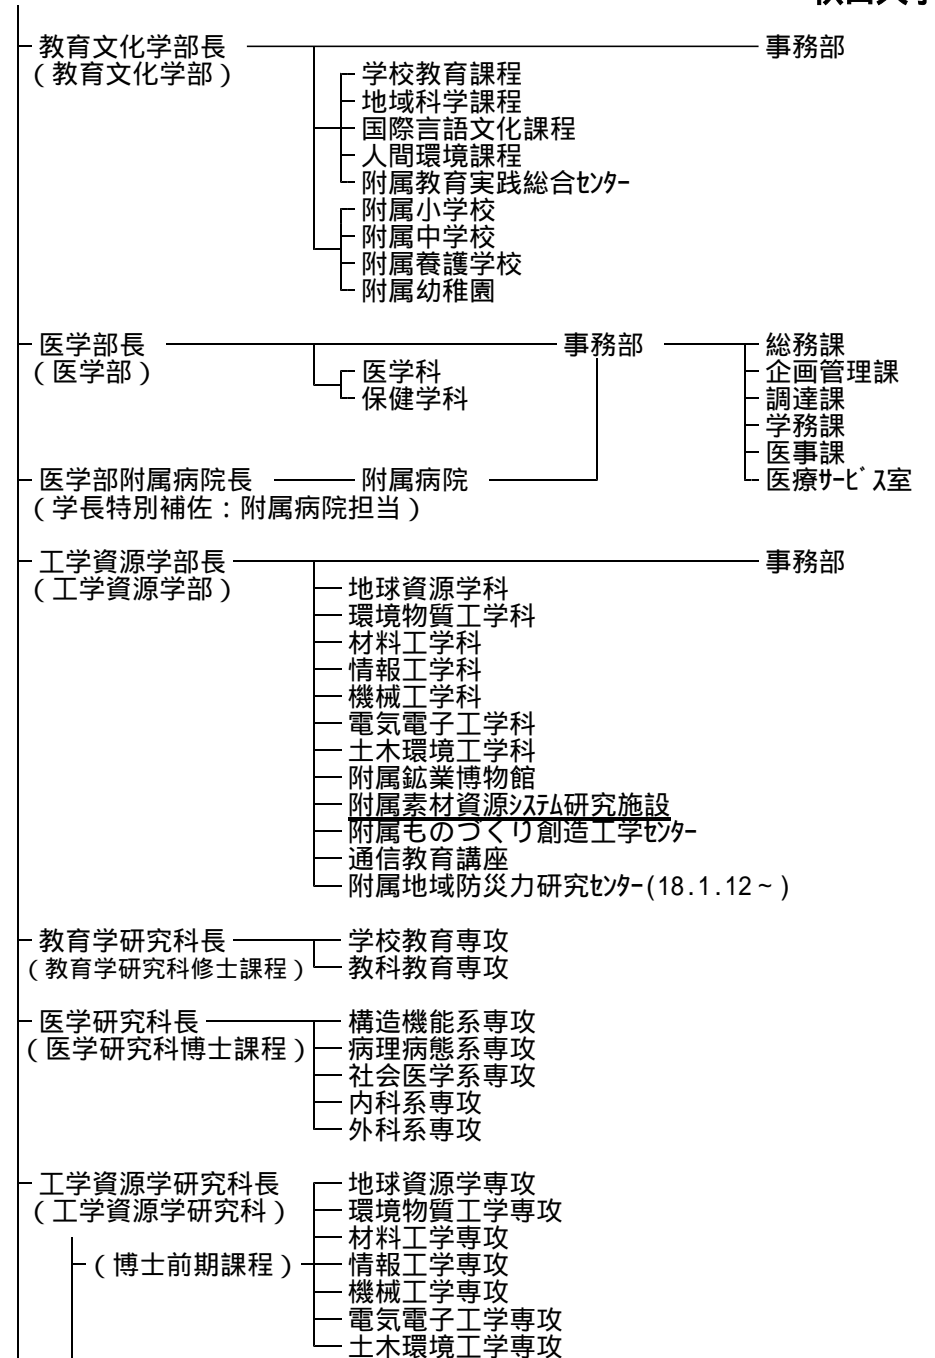 教育文化学部長 事務部
(教育文化学部)
学校教育課程
地域科学課程
国際言語文化課程
人間環境課程
附属教育実践総合ｾﾝﾀｰ
附属小学校
附属中学校
附属養護学校
附属幼稚園
医学部長 事務部 総務課
(医学部) 医学科 企画管理課
保健学科 調達課
学務課
医事課
医学部附属病院長 附属病院 医療ｻｰﾋﾞｽ室
(学長特別補佐:附属病院担当)
工学資源学部長 事務部
(工学資源学部) 地球資源学科
環境物質工学科
材料工学科
情報工学科
機械工学科
電気電子工学科
土木環境工学科
附属鉱業博物館
附属素材資源ｼｽﾃﾑ研究施設
附属ものづくり創造工学ｾﾝﾀｰ
通信教育講座
附属地域防災力研究ｾﾝﾀｰ(18.1.12~)
教育学研究科長 学校教育専攻
(教育学研究科修士課程) 教科教育専攻
医学研究科長 構造機能系専攻
(医学研究科博士課程) 病理病態系専攻
社会医学系専攻
内科系専攻
外科系専攻
工学資源学研究科長 地球資源学専攻
(工学資源学研究科) 環境物質工学専攻
材料工学専攻
(博士前期課程) 情報工学専攻
機械工学専攻
電気電子工学専攻
土木環境工学専攻